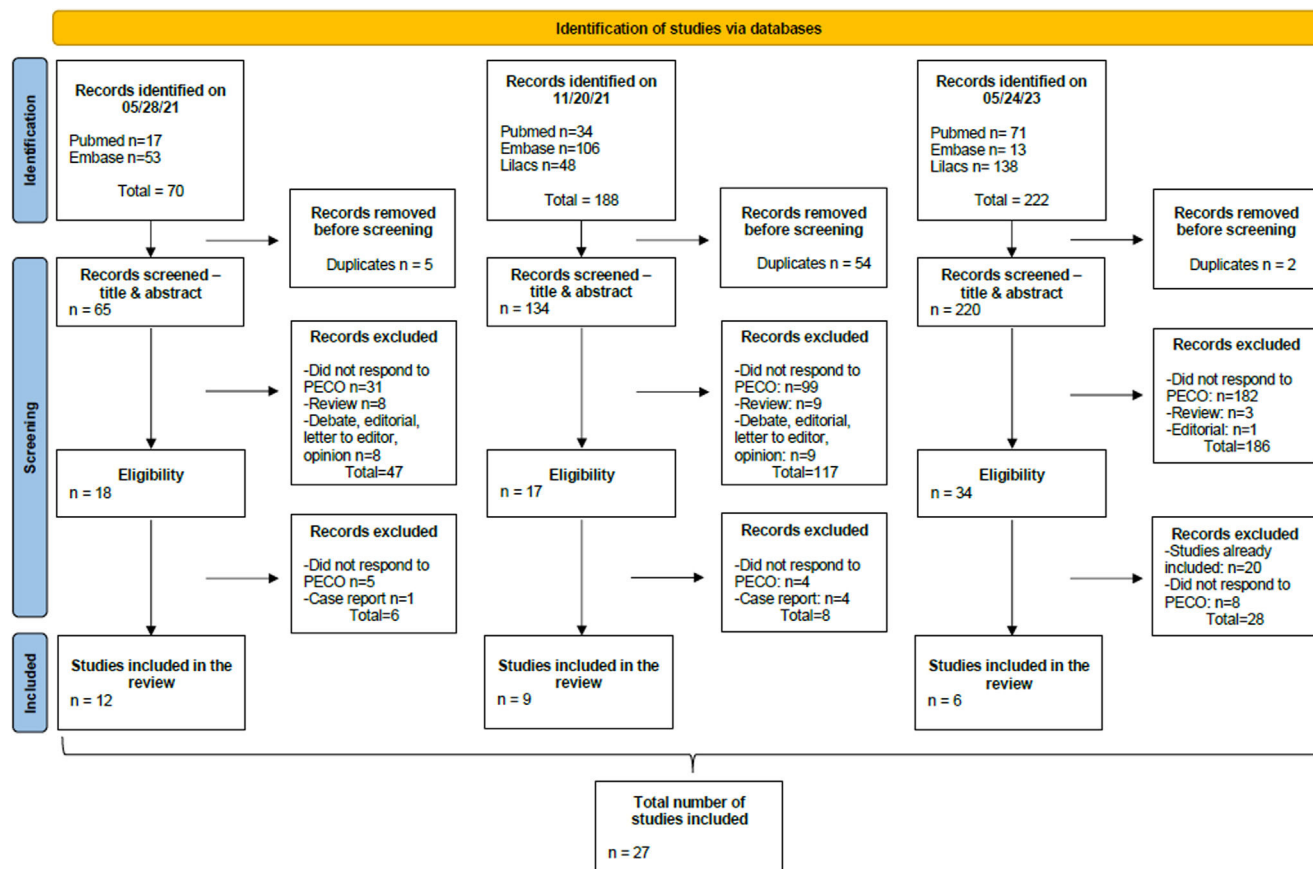 Identification of studies via databases
Identification
Records identified on
05/28/21
Pubmed n=17
Embase n=53
Total = 70
Records removed
before screening
Duplicates n = 5
Records identified on
11/20/21
Pubmed n=34
Embase n=106
Lilacs n=48
Total = 188
Records removed
before screening
Duplicates n = 54
Records identified on
05/24/23
Pubmed n= 71
Embase n= 13
Lilacs n= 138
Total = 222
Records removed
before screening
Duplicates n = 2
Screening
Records screened –
title & abstract
n = 65
Records excluded
-Did not respond to
PECO n=31
-Review n=8
-Debate, editorial,
letter to editor,
opinion n=8
Total=47
Eligibility
n = 18
Records excluded
-Did not respond to
PECO n=5
-Case report n=1
Total=6
Records screened –
title & abstract
n = 134
Records excluded
-Did not respond to
PECO: n=99
-Review: n=9
-Debate, editorial,
letter to editor,
opinion: n=9
Total=117
Eligibility
n = 17
Records excluded
-Did not respond to
PECO: n=4
-Case report: n=4
Total=8
Records screened –
title & abstract
n = 220
Records excluded
-Did not respond to
PECO: n=182
-Review: n=3
-Editorial: n=1
Total=186
Eligibility
n = 34
Records excluded
-Studies already
included: n=20
-Did not respond to
PECO: n=8
Total=28
Included
Studies included in the
review
n = 12
Studies included in the
review
n = 9
Studies included in the
review
n = 6
Total number of
studies included
n = 27